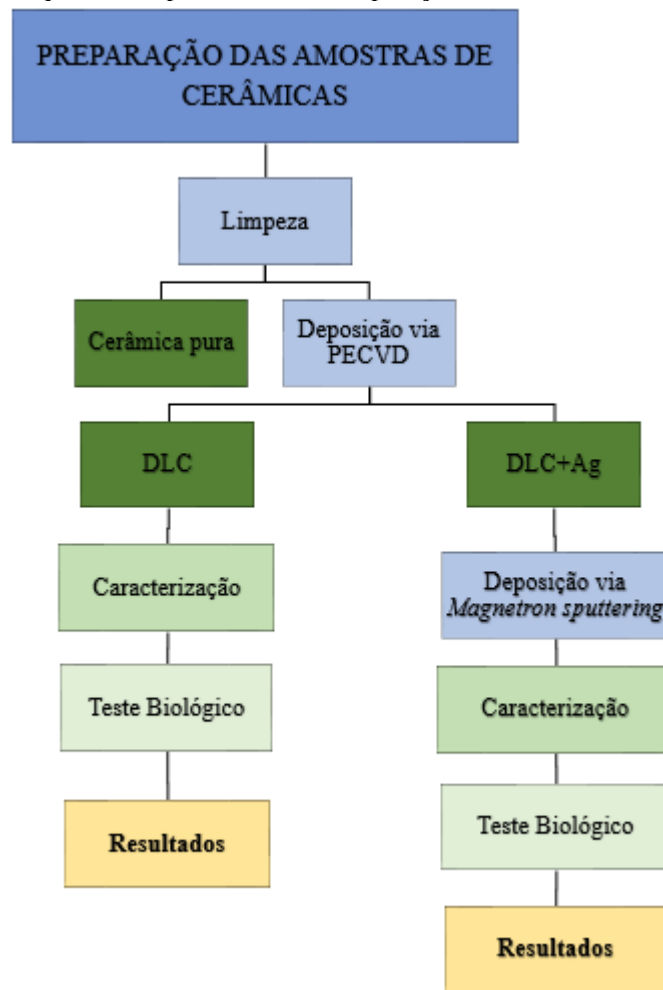 PREPARAÇÃO DAS AMOSTRAS DE
CERÂMICAS
Limpeza
Cerâmica pura
Deposição via
PECVD
DLC
DLC+Ag
Caracterização
Deposição via
Magnetron sputtering
Teste Biológico
Caracterização
Resultados
Teste Biológico
Resultados